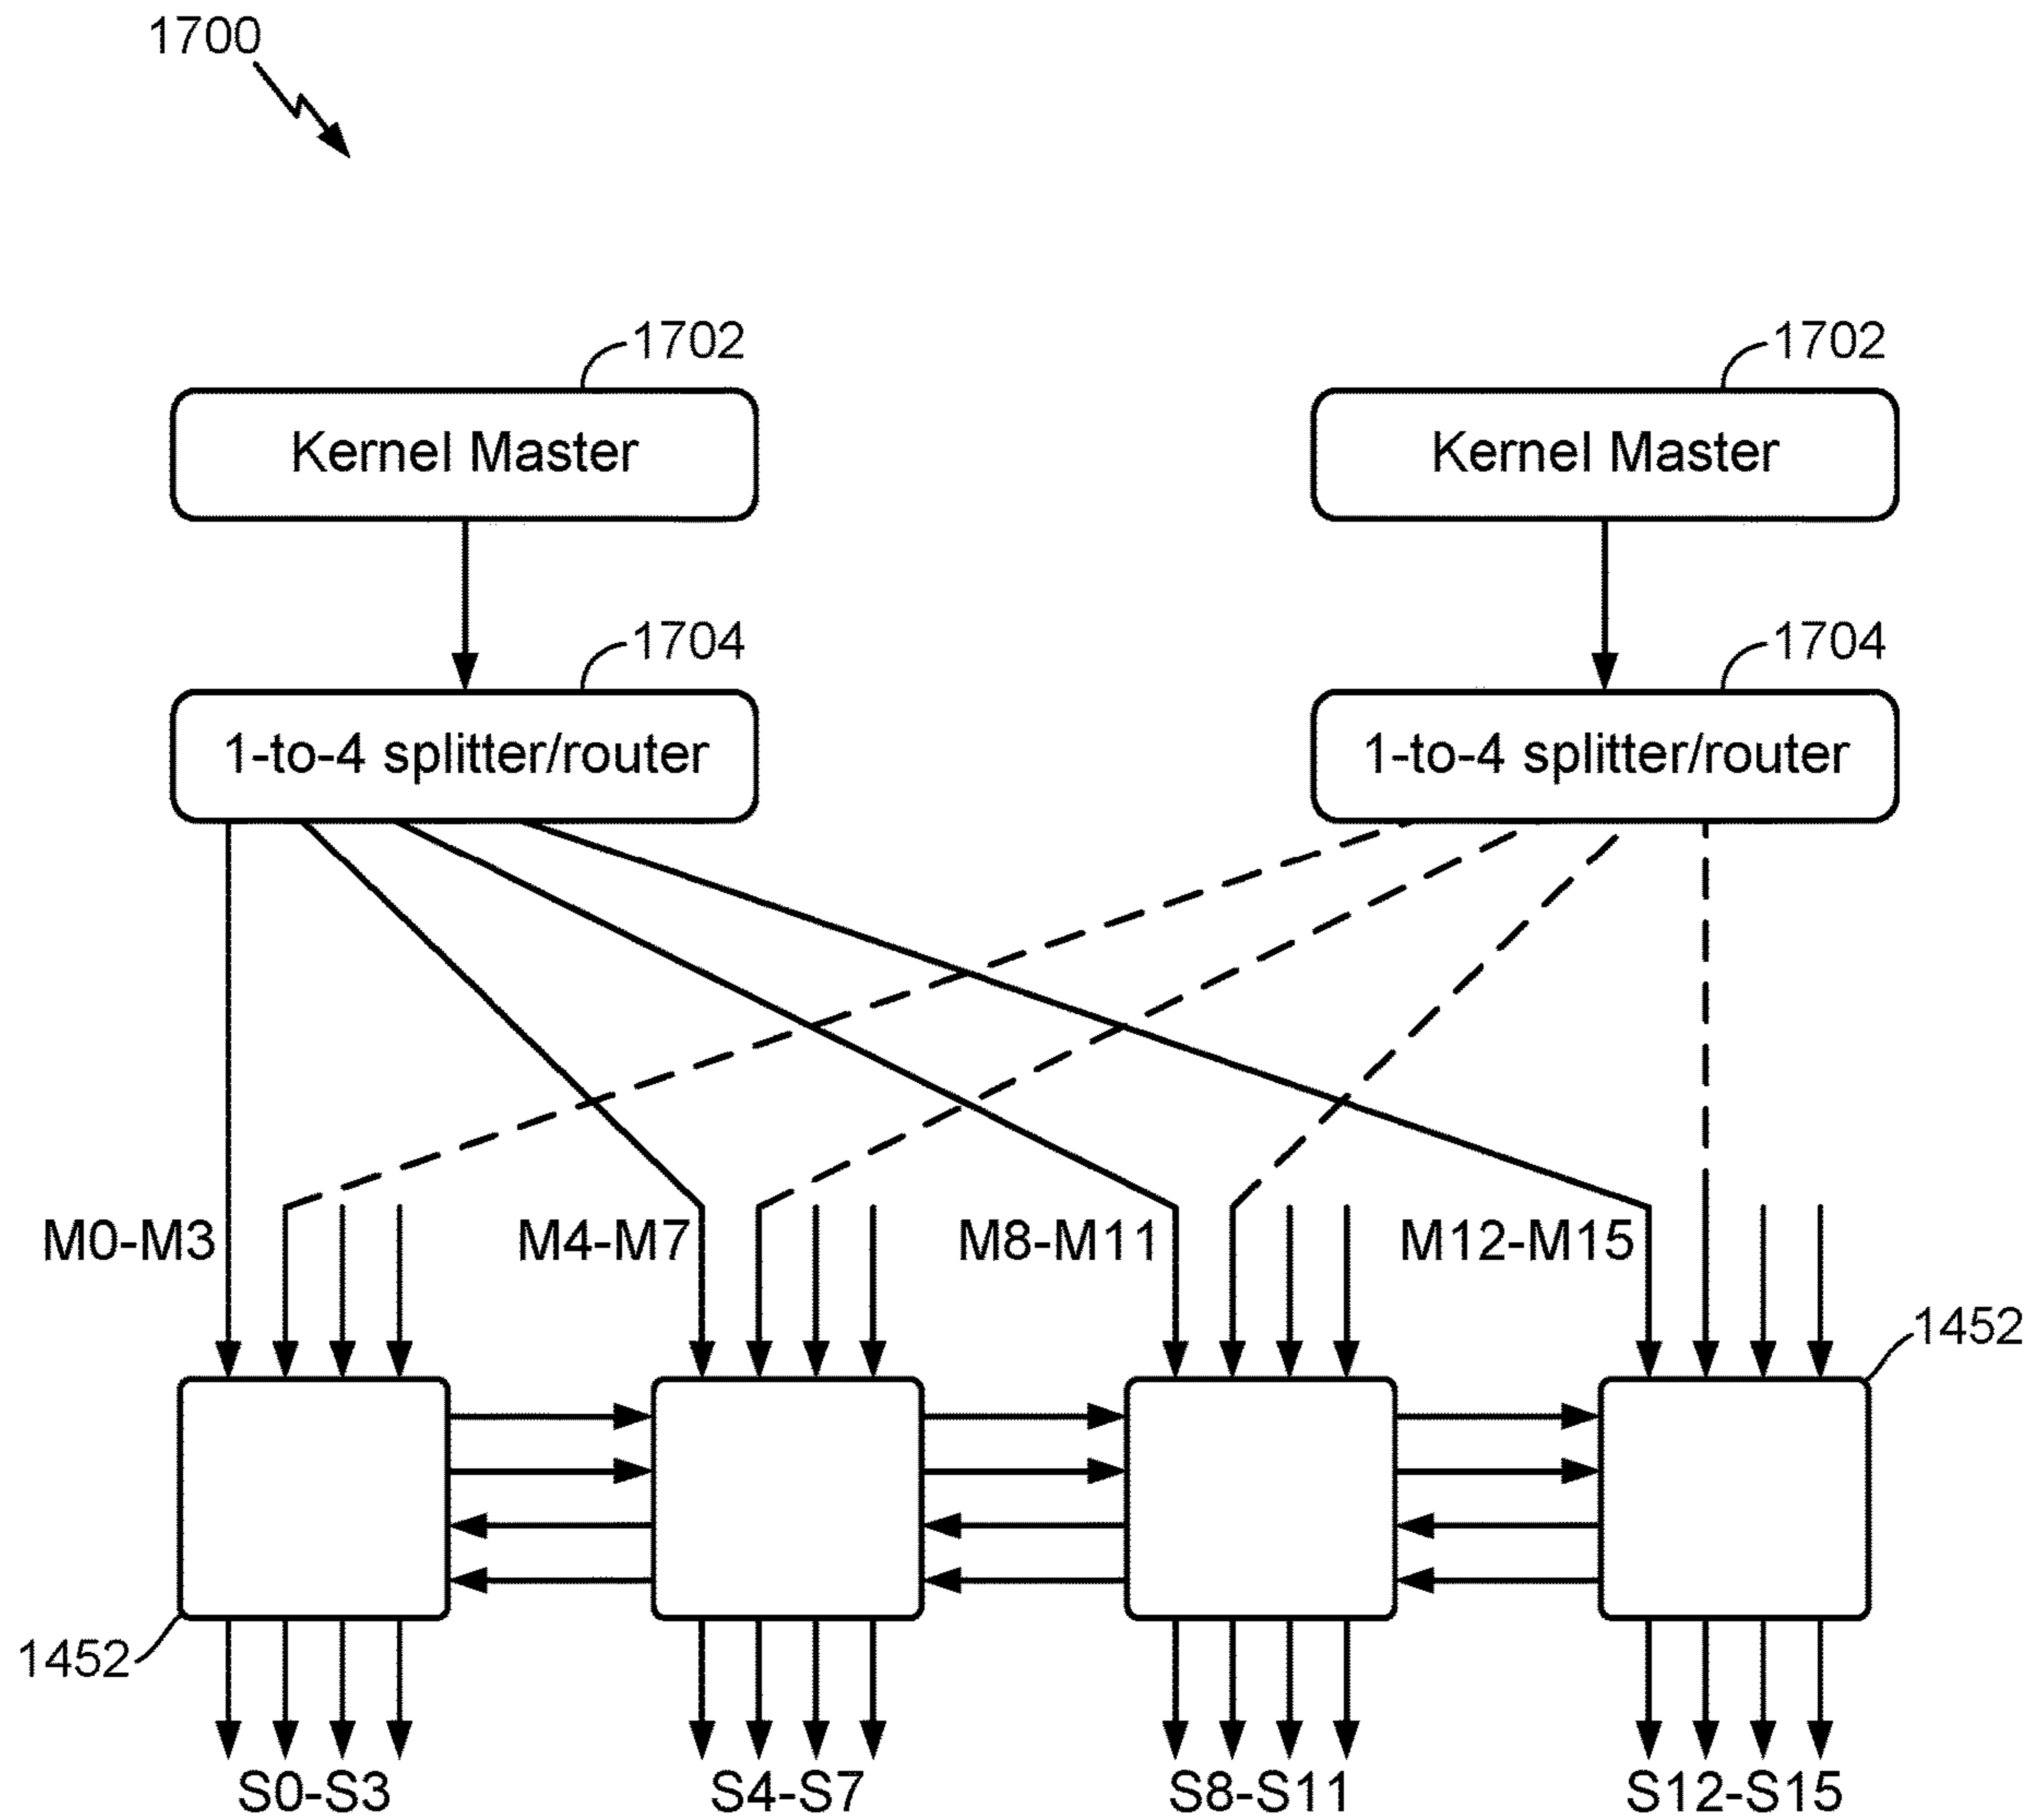 1700
1702
1702
Kernel Master
Kernel Master
1704
1704
1-to-4 splitter/router
1-to-4 splitter/router
M0-M3
M4-M7
M8-M11
M12-M15
1452
1452
S0-S3
S4-S7
S8-S11
S12-S15